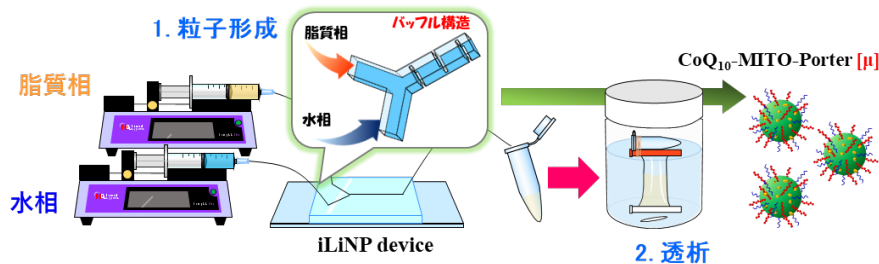 1.粒子形成
バッフル構造
脂質相
水相
脂質相
水相
iLiNP device
CoQ10-MITO-Porter [μ]
2.透析